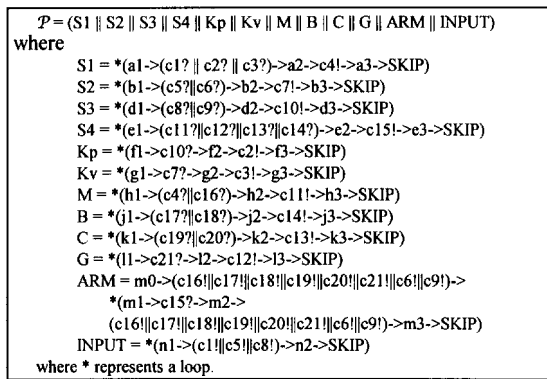 𝒫 = (S1 || S2 || S3 || S4 || Kp || Kv || M || B || C || G || ARM || INPUT)
where
S1 = *(a1->(c1? || c2? || c3?)->a2->c4!->a3->SKIP)
S2 = *(b1->(c5?||c6?)->b2->c7!->b3->SKIP)
S3 = *(d1->(c8?||c9?)->d2->c10!->d3->SKIP)
S4 = *(e1->(c11?||c12?||c13?||c14?)->e2->c15!->e3->SKIP)
Kp = *(f1->c10?->f2->c2!->f3->SKIP)
Kv = *(g1->c7?->g2->c3!->g3->SKIP)
M = *(h1->(c4?||c16?)->h2->c11!->h3->SKIP)
B = *(j1->(c17?||c18?)->j2->c14!->j3->SKIP)
C = *(k1->(c19?||c20?)->k2->c13!->k3->SKIP)
G = *(l1->c21?->l2->c12!->l3->SKIP)
ARM = m0->(c16!||c17!||c18!||c19!||c20!||c21!||c6!||c9!)->
*(m1->c15?->m2->
(c16!||c17!||c18!||c19!||c20!||c21!||c6!||c9!)->m3->SKIP)
INPUT = *(n1->(c1!||c5!||c8!)->n2->SKIP)
where * represents a loop.